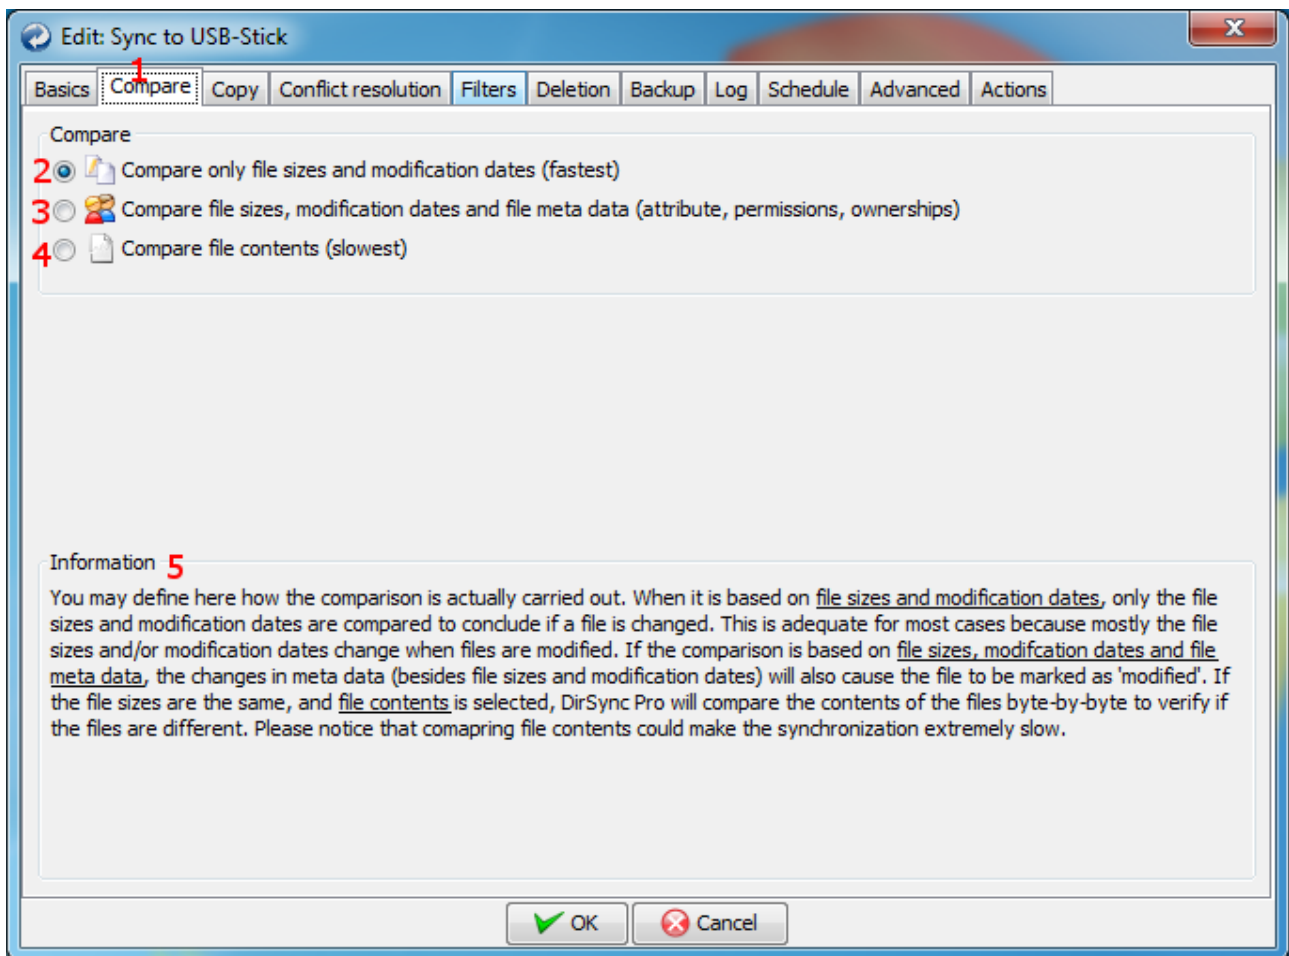 Edit: Sync to USB-Stick
X
1
Basics Compare Copy Conflict resolution Filters Deletion Backup Log Schedule Advanced Actions
Compare
2 Compare only file sizes and modification dates (fastest)
3 Compare file sizes, modification dates and file meta data (attribute, permissions, ownerships)
4 Compare file contents (slowest)
Information 5
You may define here how the comparison is actually carried out. When it is based on file sizes and modification dates, only the file
sizes and modification dates are compared to conclude if a file is changed. This is adequate for most cases because mostly the file
sizes and/or modification dates change when files are modified. If the comparison is based on file sizes, modifcation dates and file
meta data, the changes in meta data (besides file sizes and modification dates) will also cause the file to be marked as 'modified'. If
the file sizes are the same, and file contents is selected, DirSync Pro will compare the contents of the files byte-by-byte to verify if
the files are different. Please notice that comapring file contents could make the synchronization extremely slow.
OK Cancel